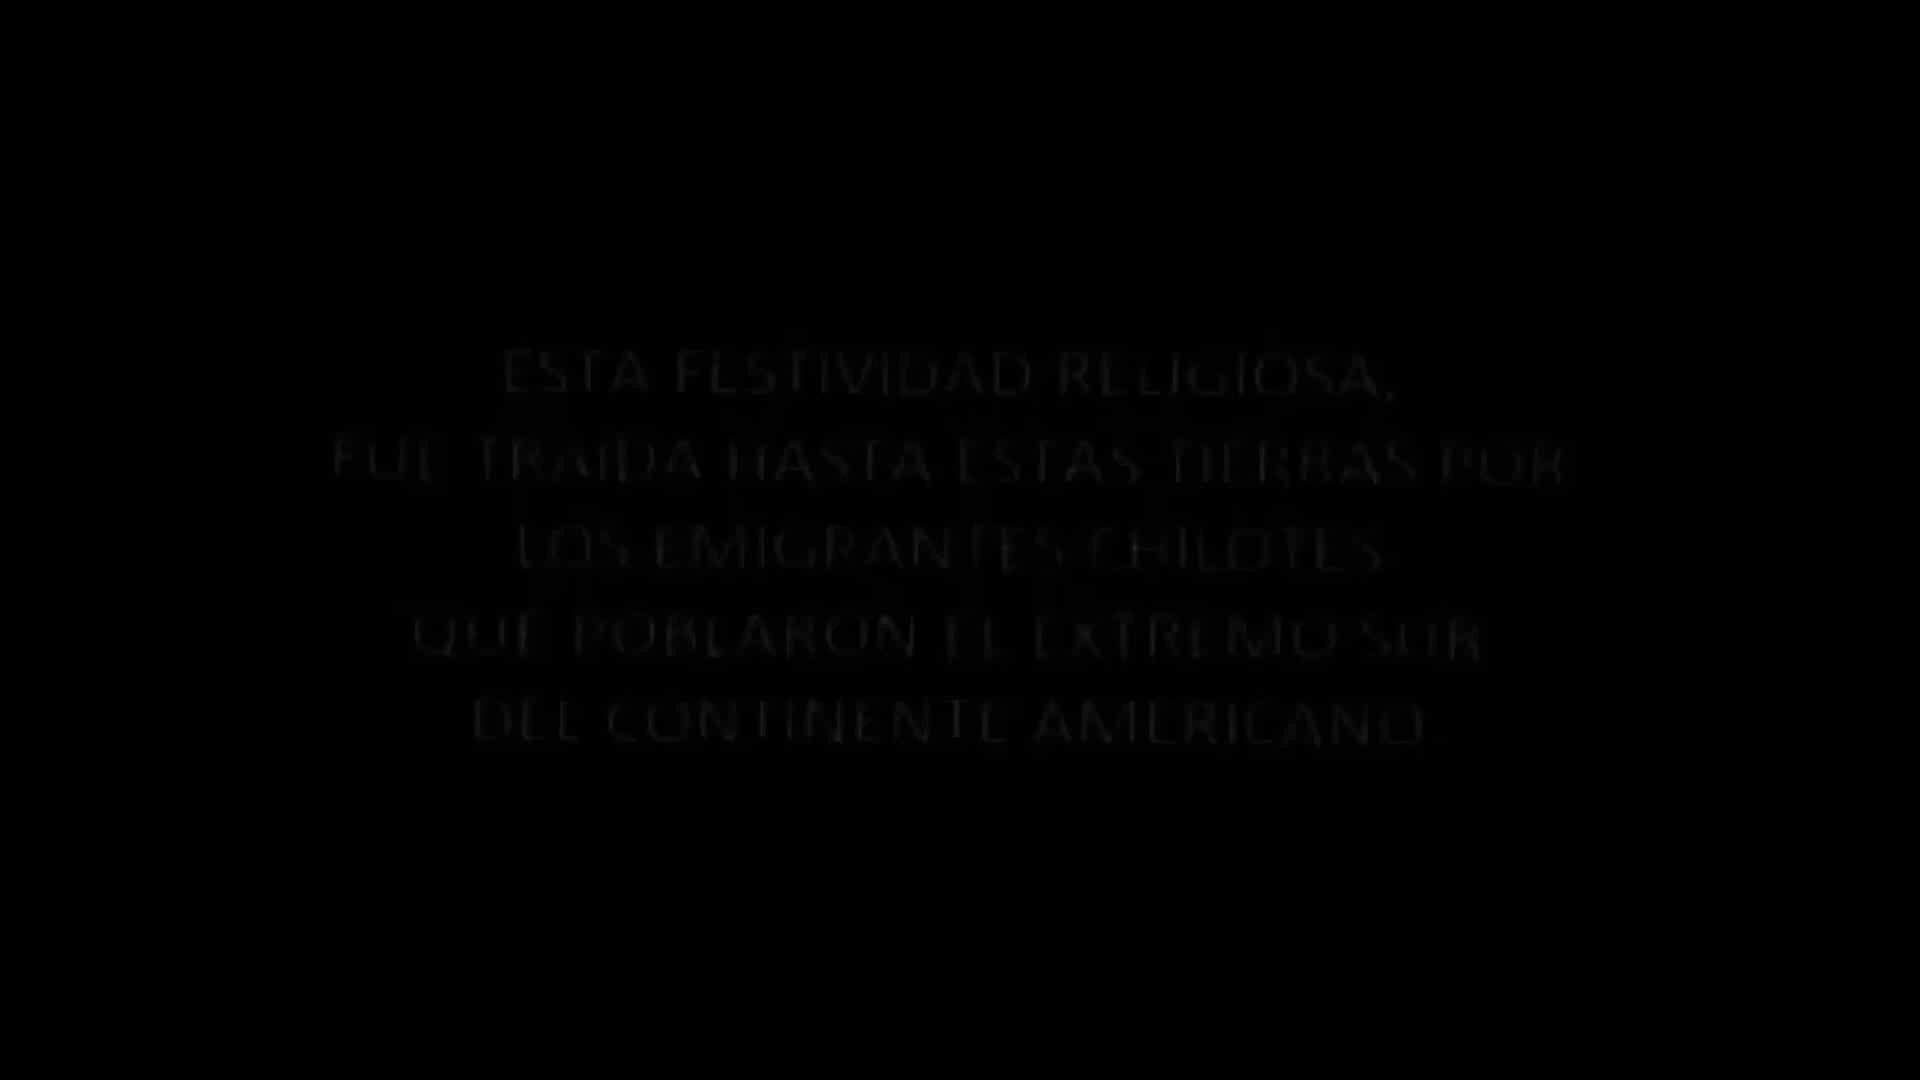 ESTA FESTIVIDAD RELIGIOSA,
FUE TRAIDA HASTA ESTAS TIERRAS POR
LOS EMIGRANTES CHILOTES
QUE POBLARON EL EXTREMO SUR
DEL CONTINENTE AMERICANO